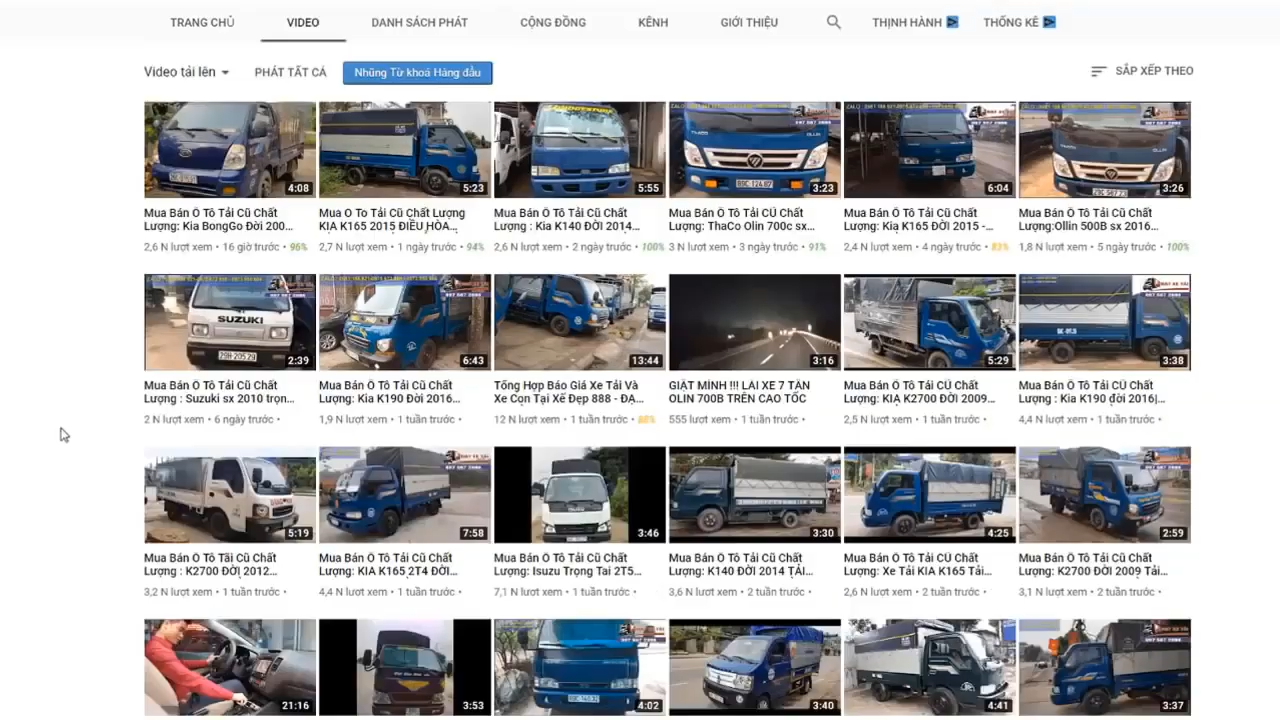 TRANG CHỦ VIDEO DANH SÁCH PHÁT CỘNG ĐỒNG KÊNH GIỚI THIỆU THỊNH HÀNH THỐNG KÊ
Video tải lên PHÁT TẤT CẢ Những Từ khoá Hàng đầu SẮP XẾP THEO
4:08 5:23 5:55 3:23 6:04 3:26
Mua Bán Ô Tô Tải Cũ Chất Lượng: Kia BongGo Đời 200...
2,6 N lượt xem • 16 giờ trước • 96%
Mua Ô To Tải Cũ Chất Lượng KIA K165 2015 ĐIỀU HÒA...
2,7 N lượt xem • 1 ngày trước • 94%
Mua Bán Ô Tô Tải Cũ Chất Lượng : Kia K140 ĐỜI 2014...
2,6 N lượt xem • 2 ngày trước • 100%
Mua Bán Ô Tô Tải CŨ Chất Lượng: ThaCo Olin 700c sx...
3 N lượt xem • 3 ngày trước • 91%
Mua Bán Ô Tô Tải Cũ Chất Lượng: Kia K165 ĐỜI 2015 -...
2,4 N lượt xem • 4 ngày trước • 83%
Mua Bán Ô Tô Tải Cũ Chất Lượng:Ollin 500B sx 2016...
1,8 N lượt xem • 5 ngày trước • 100%
SUZUKI
29H-205.29
2:39 6:43 13:44 3:16 5:29 3:38
Mua Bán Ô Tô Tải Cũ Chất Lượng : Suzuki sx 2010 trọn...
2 N lượt xem • 6 ngày trước •
Mua Bán Ô Tô Tải Cũ Chất Lượng: Kia K190 Đời 2016...
1,9 N lượt xem • 1 tuần trước •
Tổng Hợp Báo Giá Xe Tải Và Xe Con Tại Xế Đẹp 888 - ĐA...
12 N lượt xem • 1 tuần trước • 88%
GIẬT MÌNH !!! LÁI XE 7 TẤN OLIN 700B TRÊN CAO TỐC
555 lượt xem • 1 tuần trước •
Mua Bán Ô Tô Tải CŨ Chất Lượng: KIA K2700 ĐỜI 2009...
2,5 N lượt xem • 1 tuần trước •
Mua Bán Ô Tô Tải CŨ Chất Lượng : Kia K190 đời 2016|...
4,4 N lượt xem • 1 tuần trước •
5:19 7:58 3:46 3:30 4:25 2:59
Mua Bán Ô Tô Tải Cũ Chất Lượng : K2700 ĐỜI 2012...
3,2 N lượt xem • 1 tuần trước •
Mua Bán Ô Tô Tải Cũ Chất Lượng: KIA K165 2T4 ĐỜI...
4,4 N lượt xem • 1 tuần trước •
Mua Bán Ô Tô Tải Cũ Chất Lượng: Isuzu Trọng Tai 2T5...
7,1 N lượt xem • 1 tuần trước •
Mua Bán Ô Tô Tải Cũ Chất Lượng: K140 ĐỜI 2014 TẢI...
3,6 N lượt xem • 2 tuần trước •
Mua Bán Ô Tô Tải CŨ Chất Lượng: Xe Tải KIA K165 Tải...
2,6 N lượt xem • 2 tuần trước •
Mua Bán Ô Tô Tải Cũ Chất Lượng: K2700 ĐỜI 2009 Tải...
3,1 N lượt xem • 2 tuần trước •
21:16 3:53 4:02 3:40 4:41 3:37